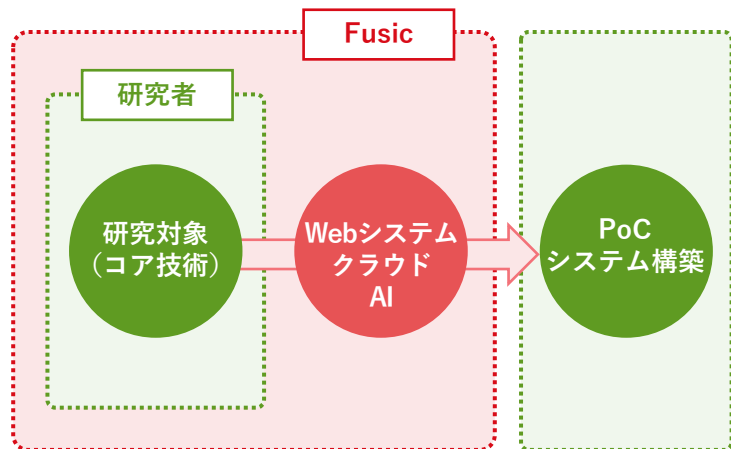 Fusic
研究者
研究対象
（コア技術）
Webシステム
クラウド
AI
PoC
システム構築